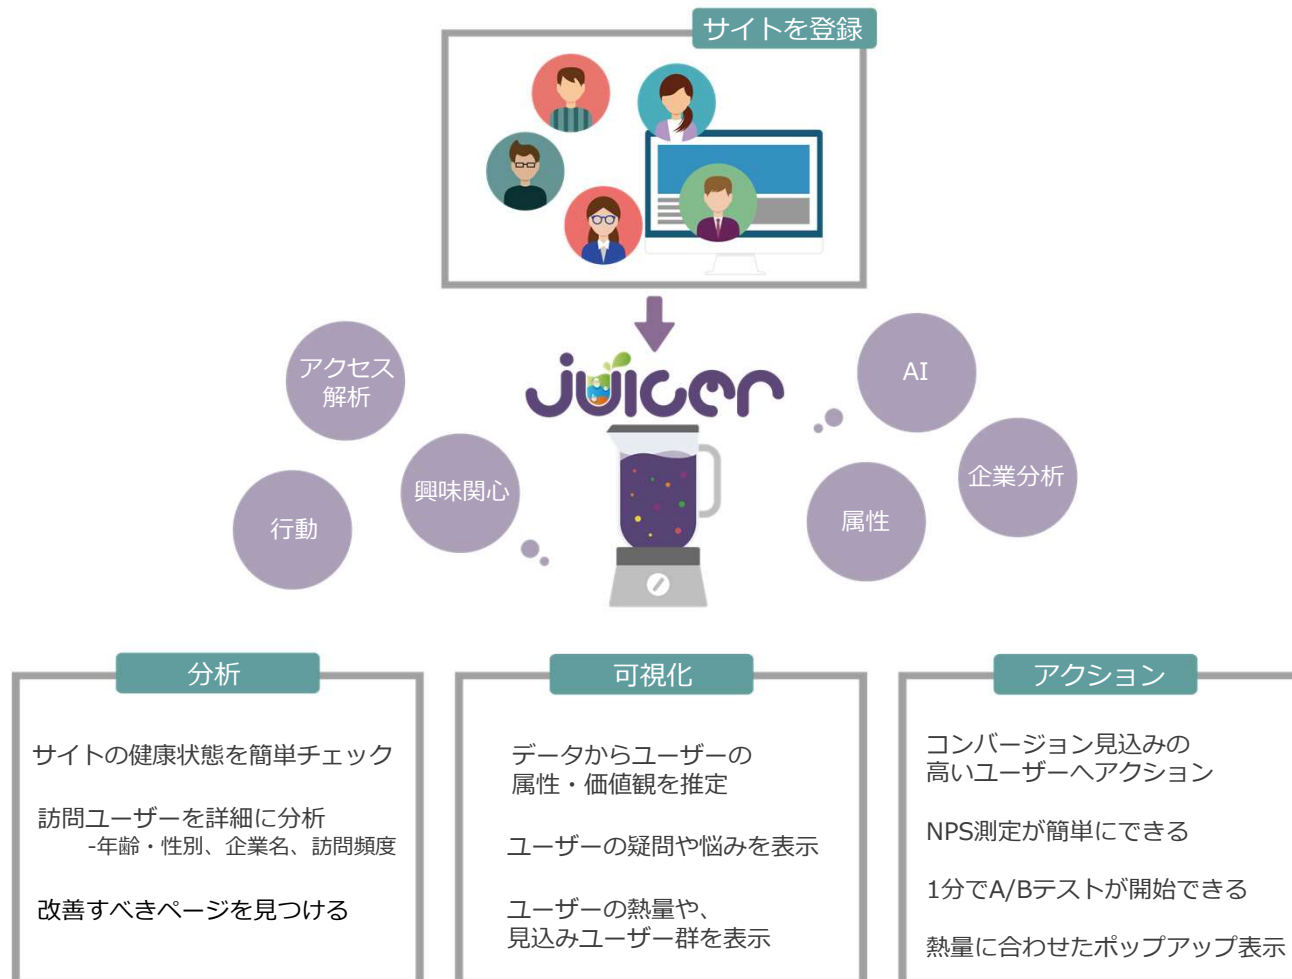 サイトを登録
juicer
アクセス
解析
興味関心
行動
AI
企業分析
属性
分析
サイトの健康状態を簡単チェック
訪問ユーザーを詳細に分析
-年齢・性別、企業名、訪問頻度
改善すべきページを見つける
可視化
データからユーザーの
属性・価値観を推定
ユーザーの疑問や悩みを表示
ユーザーの熱量や、
見込みユーザー群を表示
アクション
コンバージョン見込みの
高いユーザーへアクション
NPS測定が簡単にできる
1分でA/Bテストが開始できる
熱量に合わせたポップアップ表示